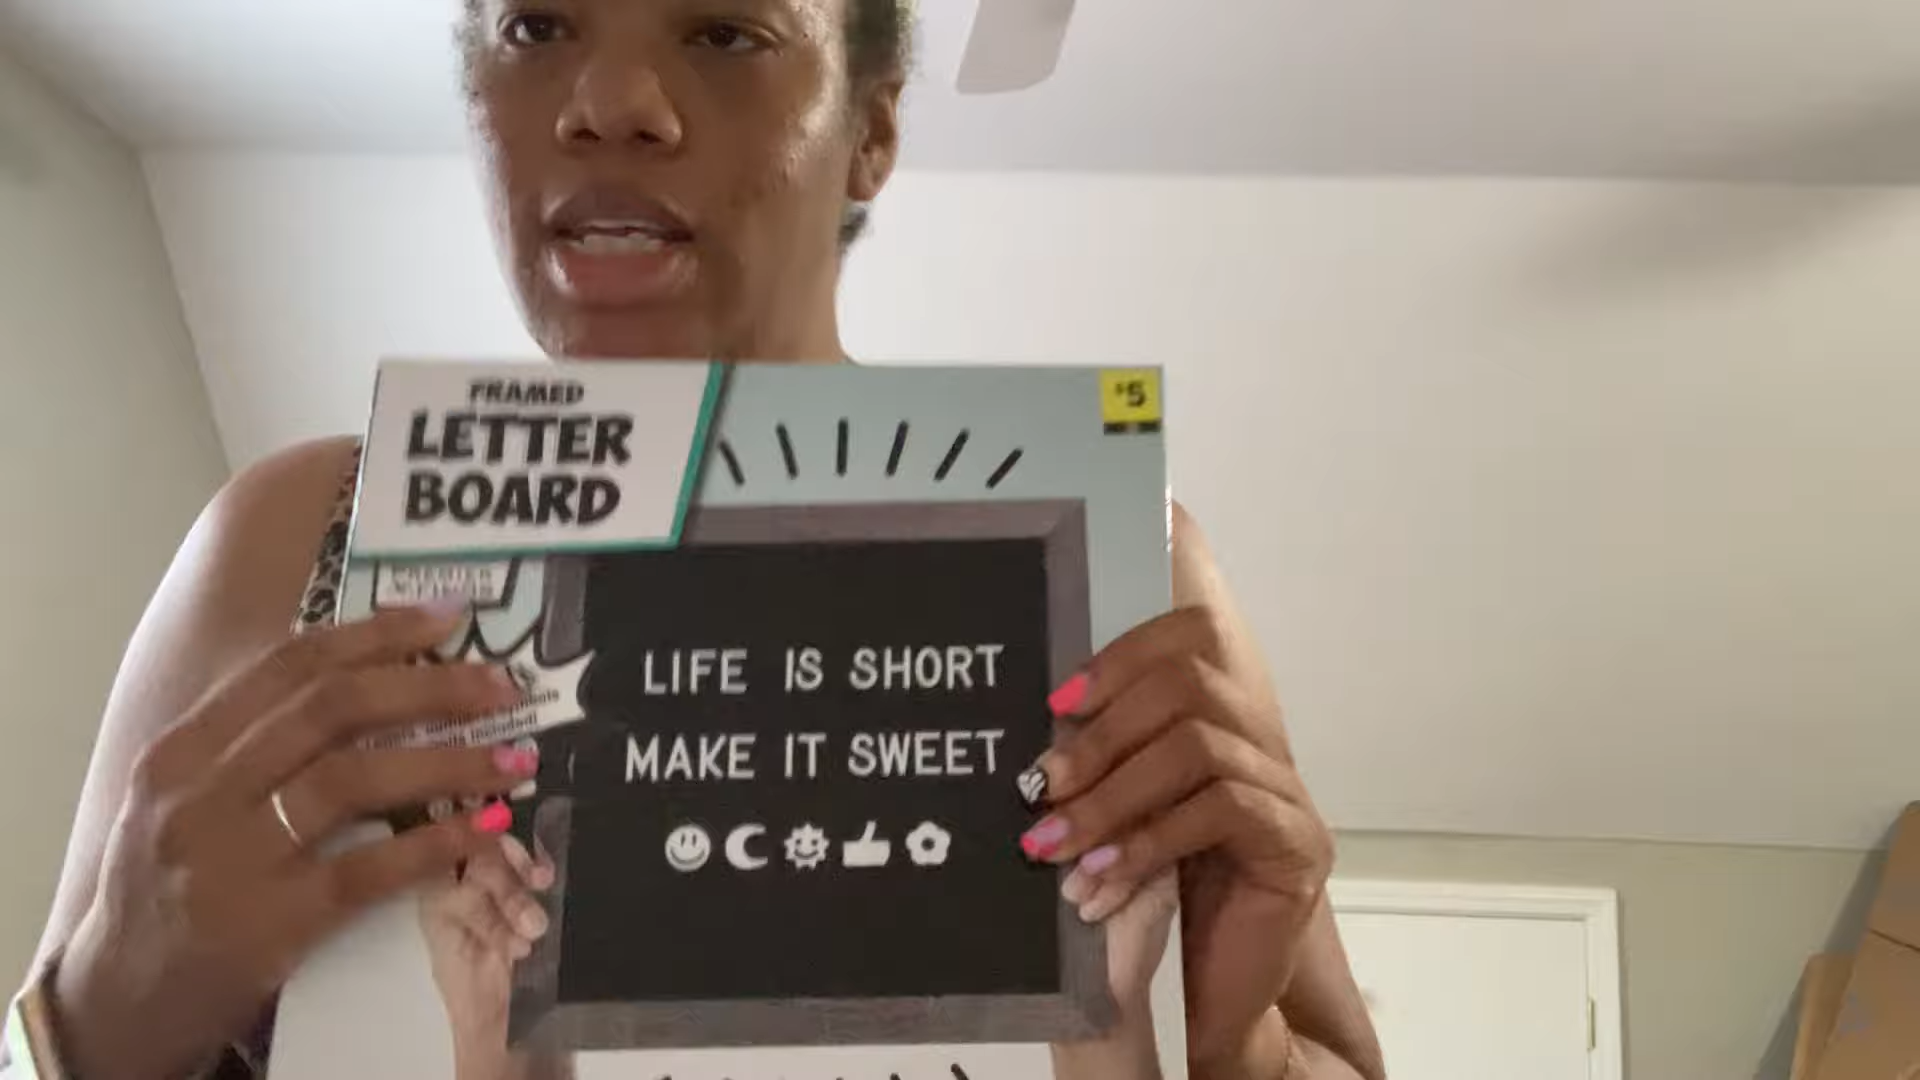 FRAMED
LETTER
BOARD
$5
LIFE IS SHORT
MAKE IT SWEET